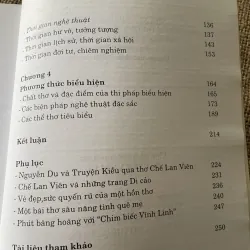 - Thời gian nghệ thuật 136
- Thời gian hư vô, tưởng tượng 137
- Thời gian lịch sử, thời gian xã hội 143
- Thời gian đời tư, chiêm nghiệm 153
Chương 4
Phương thức biểu hiện
- Chất thơ và đặc điểm của thi pháp biểu hiện 164
- Các biện pháp nghệ thuật đặc sắc 165
- Các thể thơ tiêu biểu 189
Kết luận 214
Phụ lục
- Nguyễn Du và Truyện Kiều qua thơ Chế Lan Viên 224
- Chế Lan Viên và những trang Di cảo 231
- Vẻ đẹp, sức quyến rũ của một hồn thơ 236
- Một bài thơ sâu nặng tình quê mẹ 240
- Phút bâng hoàng với "Chim biếc Vĩnh Linh" 246
Tài liệu tham khảo 250